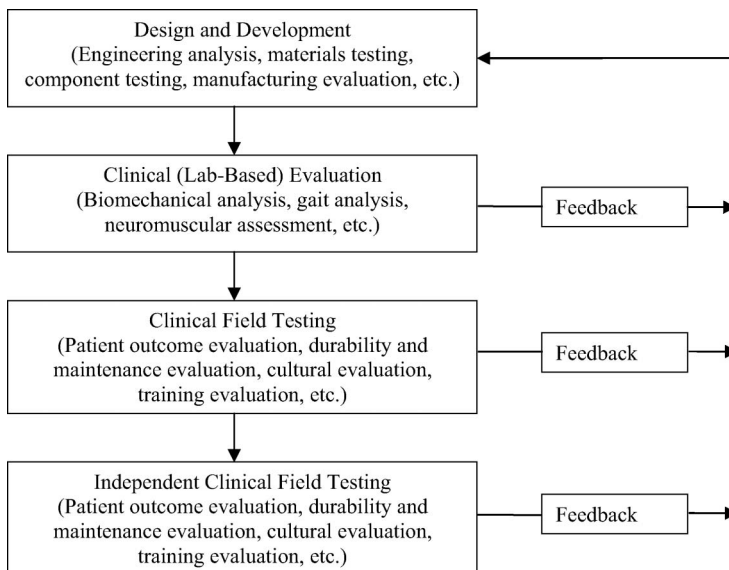 Design and Development
(Engineering analysis, materials testing,
component testing, manufacturing evaluation, etc.)
Clinical (Lab-Based) Evaluation
(Biomechanical analysis, gait analysis,
neuromuscular assessment, etc.)
Feedback
Clinical Field Testing
(Patient outcome evaluation, durability and
maintenance evaluation, cultural evaluation,
training evaluation, etc.)
Feedback
Independent Clinical Field Testing
(Patient outcome evaluation, durability and
maintenance evaluation, cultural evaluation,
training evaluation, etc.)
Feedback